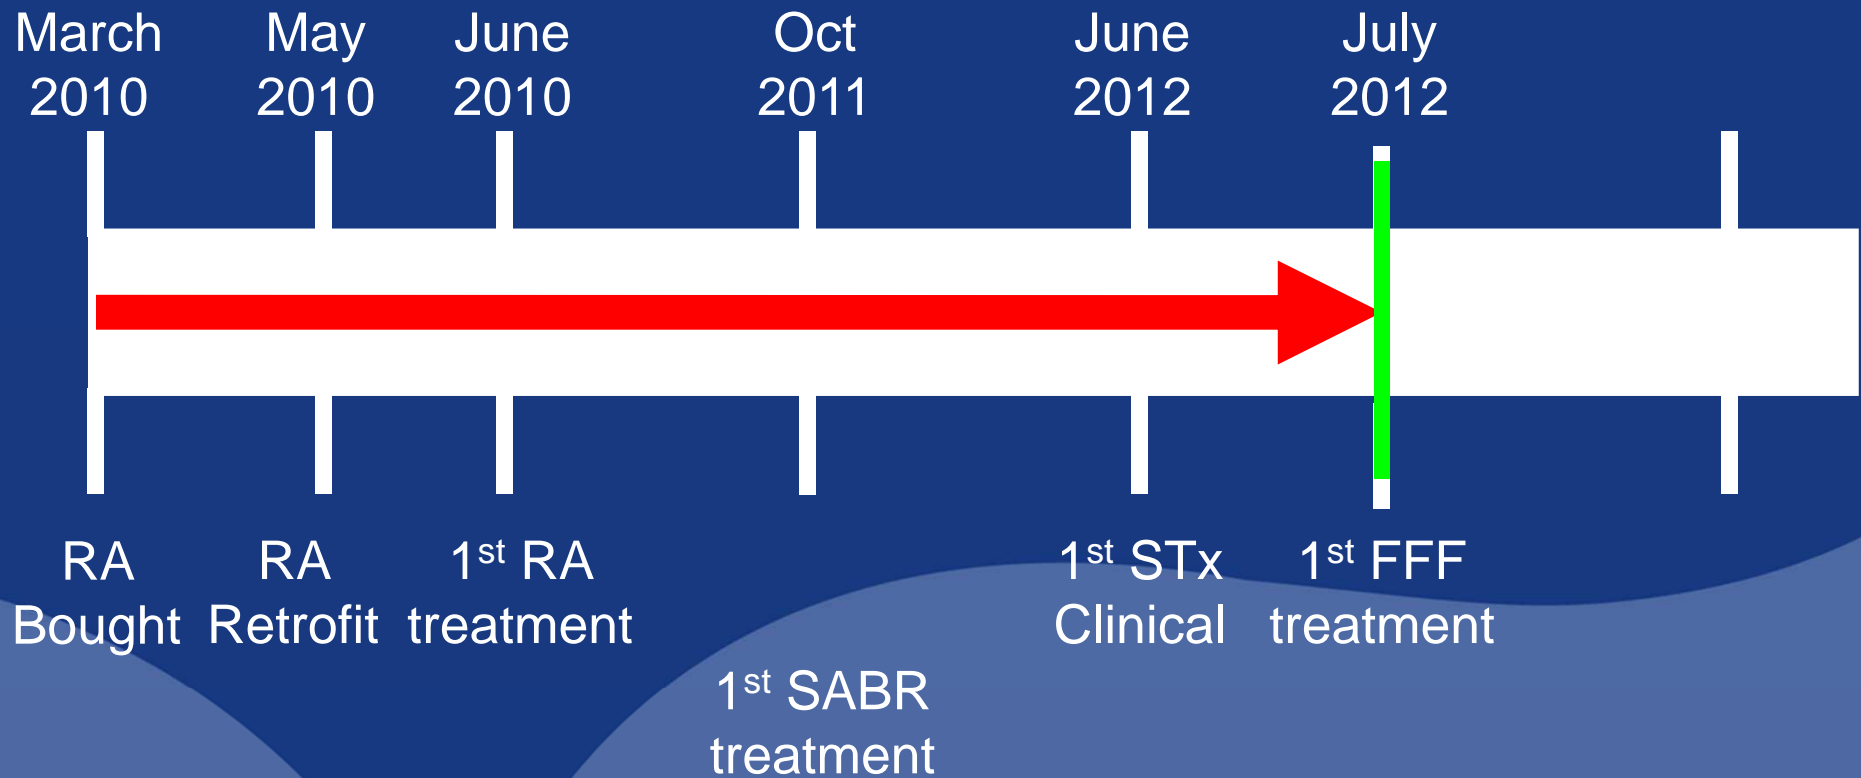 March May June Oct June July
2010 2010 2010 2011 2012 2012
RA RA 1st RA 1st STx 1st FFF
Bought Retrofit treatment Clinical treatment
1st SABR
treatment